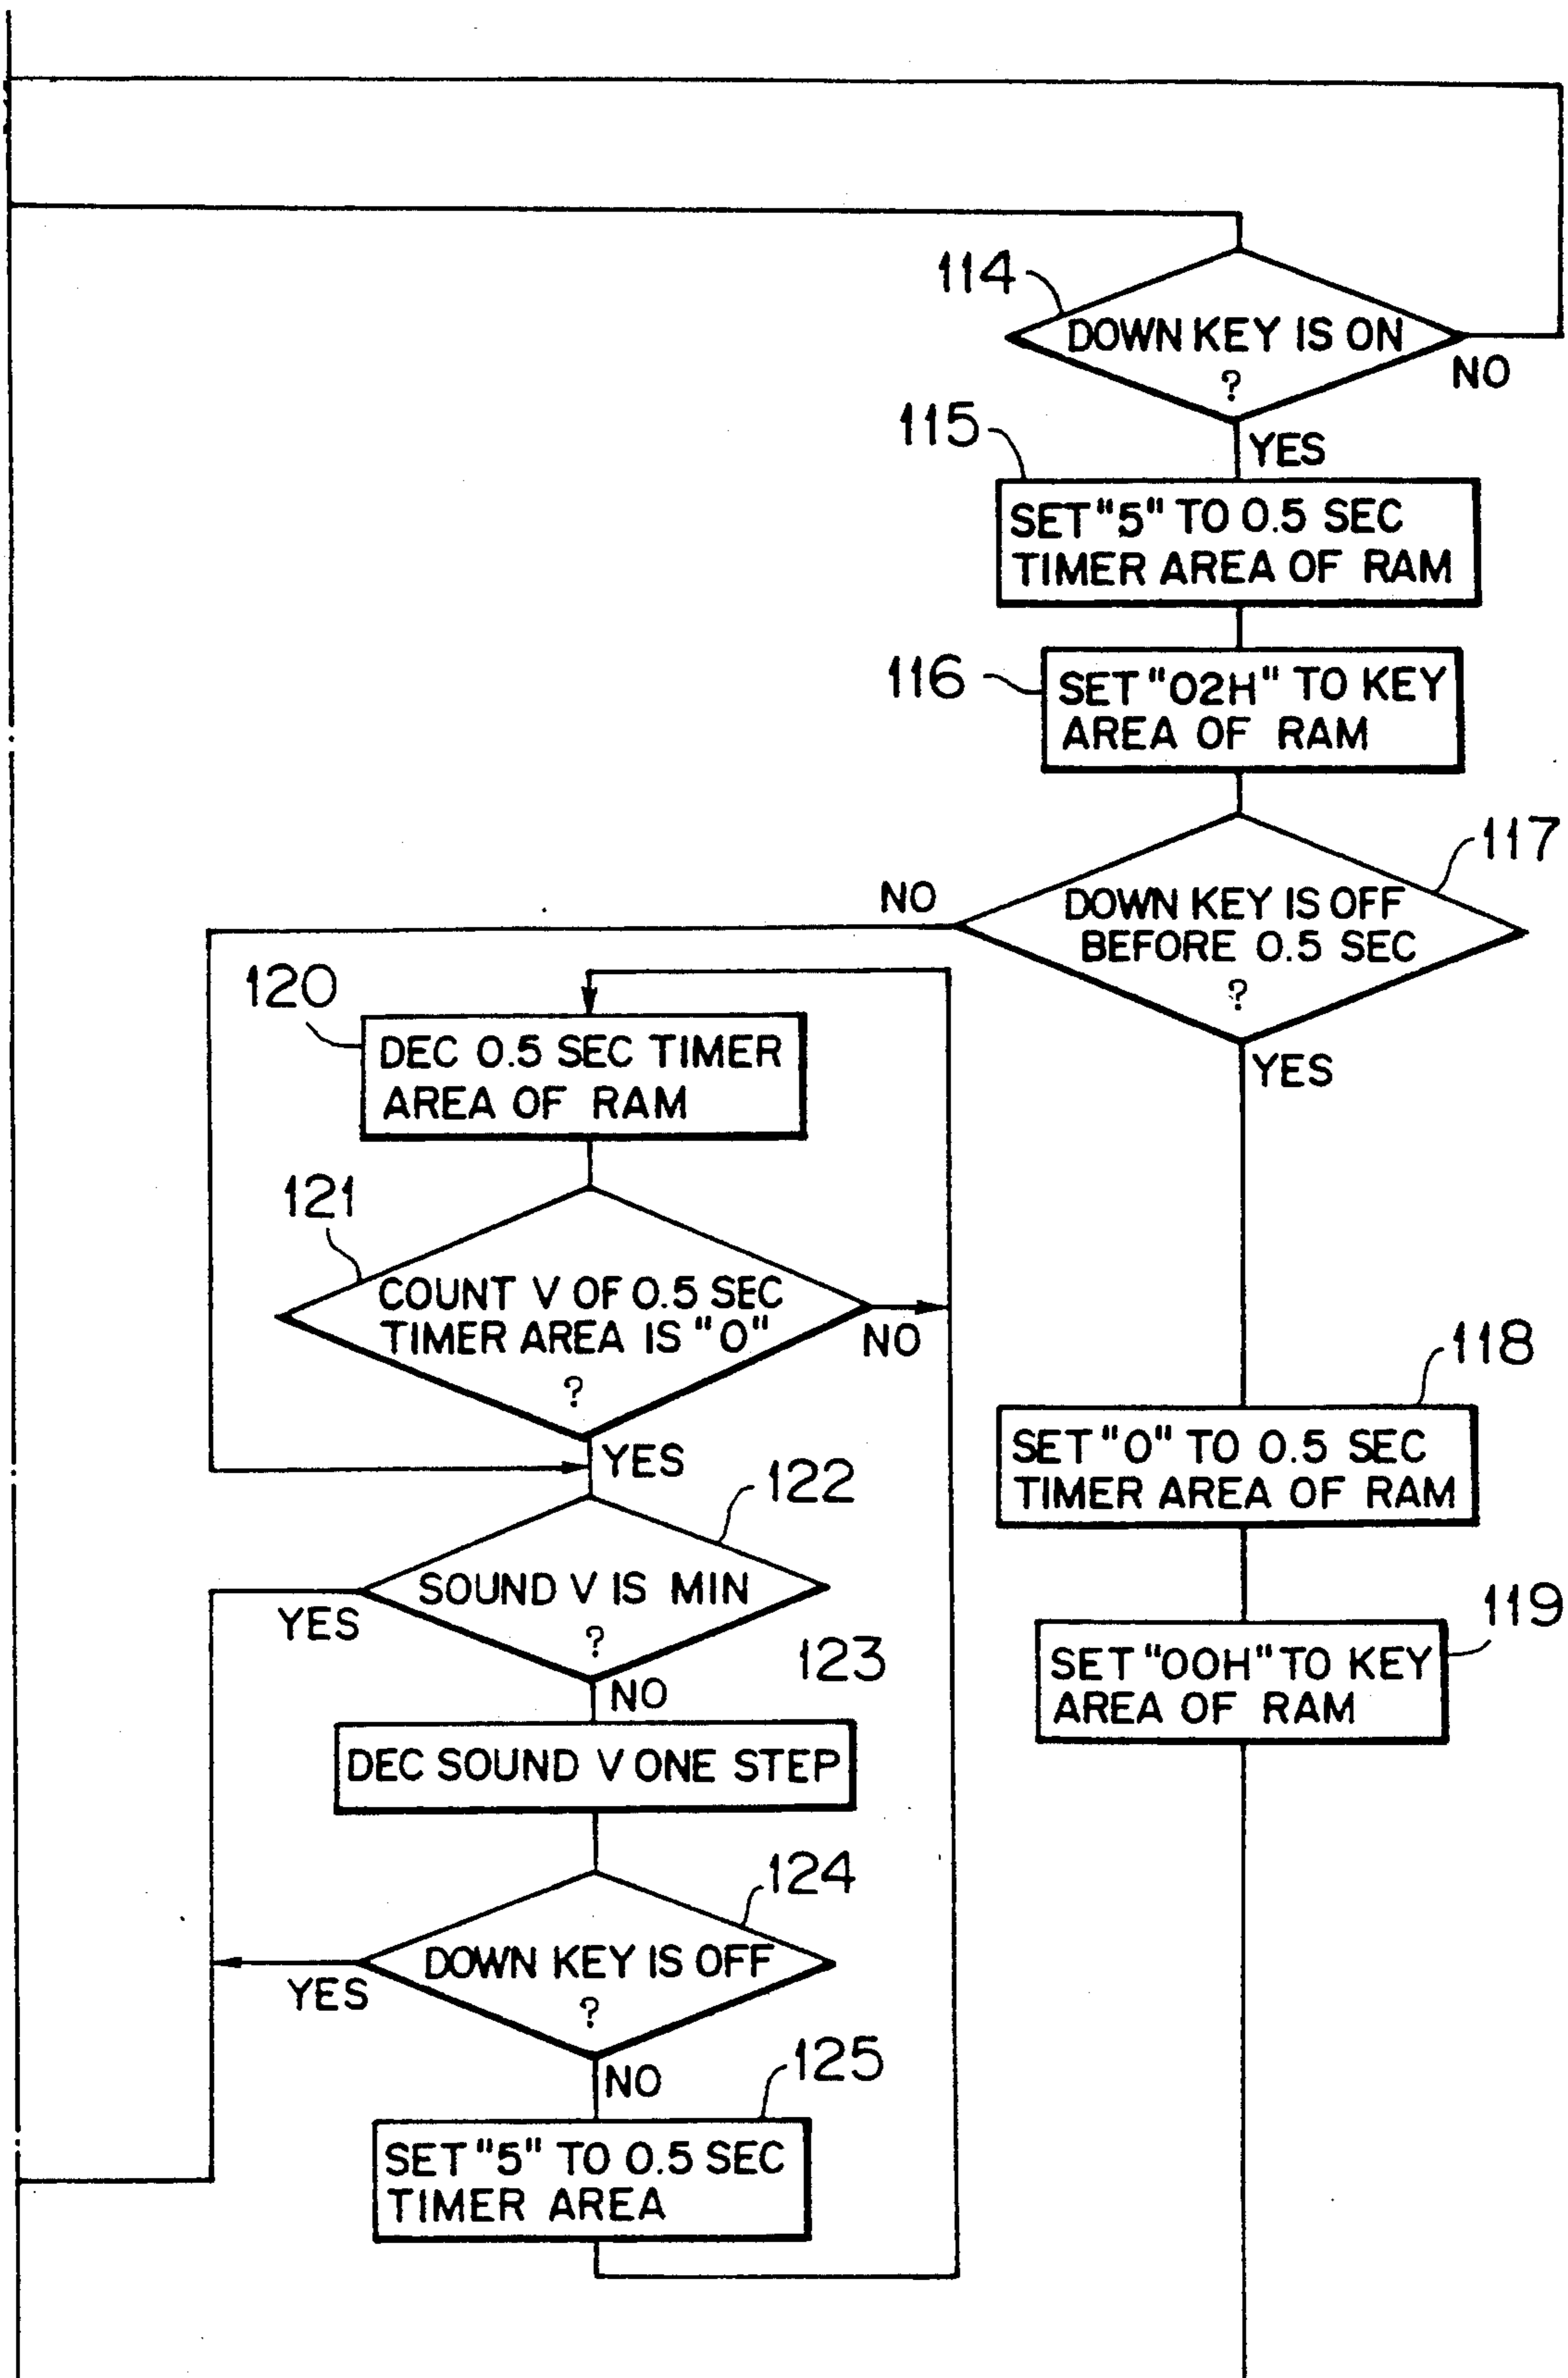 114
DOWN KEY IS ON
?
NO
YES
115
SET "5" TO 0.5 SEC
TIMER AREA OF RAM
116
SET "02H" TO KEY
AREA OF RAM
117
DOWN KEY IS OFF
BEFORE 0.5 SEC
?
NO
YES
118
SET "0" TO 0.5 SEC
TIMER AREA OF RAM
119
SET "00H" TO KEY
AREA OF RAM
120
DEC 0.5 SEC TIMER
AREA OF RAM
121
COUNT V OF 0.5 SEC
TIMER AREA IS "0"
?
NO
YES
122
SOUND V IS MIN
?
YES
NO
123
DEC SOUND V ONE STEP
124
DOWN KEY IS OFF
?
YES
NO
125
SET "5" TO 0.5 SEC
TIMER AREA